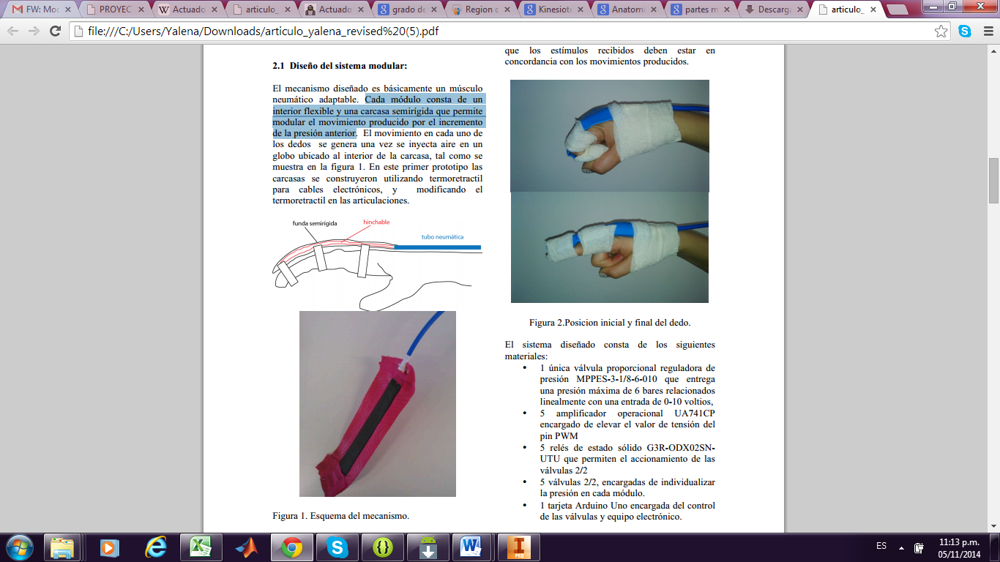 FW: Moc
PROYEC
Actuado
articulo_
Actuado
grado de
Region c
Kinesiote
Anatomi
partes m
Descarga
articulo_
file:///C:/Users/Yalena/Downloads/articulo_yalena_revised%20(5).pdf
2.1 Diseño del sistema modular:
El mecanismo diseñado es básicamente un músculo
neumático adaptable. Cada módulo consta de un
interior flexible y una carcasa semirígida que permite
modular el movimiento producido por el incremento
de la presión anterior. El movimiento en cada uno de
los dedos se genera una vez se inyecta aire en un
globo ubicado al interior de la carcasa, tal como se
muestra en la figura 1. En este primer prototipo las
carcasas se construyeron utilizando termoretractil
para cables electrónicos, y modificando el
termoretractil en las articulaciones.
funda semirígida
hinchable
tubo neumática
Figura 1. Esquema del mecanismo.
que los estímulos recibidos deben estar en
concordancia con los movimientos producidos.
Figura 2.Posicion inicial y final del dedo.
El sistema diseñado consta de los siguientes
materiales:
• 1 única válvula proporcional reguladora de
presión MPPES-3-1/8-6-010 que entrega
una presión máxima de 6 bares relacionados
linealmente con una entrada de 0-10 voltios,
• 5 amplificador operacional UA741CP
encargado de elevar el valor de tensión del
pin PWM
• 5 relés de estado sólido G3R-ODX02SN-
UTU que permiten el accionamiento de las
válvulas 2/2
• 5 válvulas 2/2, encargadas de individualizar
la presión en cada módulo.
• 1 tarjeta Arduino Uno encargada del control
de las válvulas y equipo electrónico.
PRO
ES
11:13 p.m.
05/11/2014